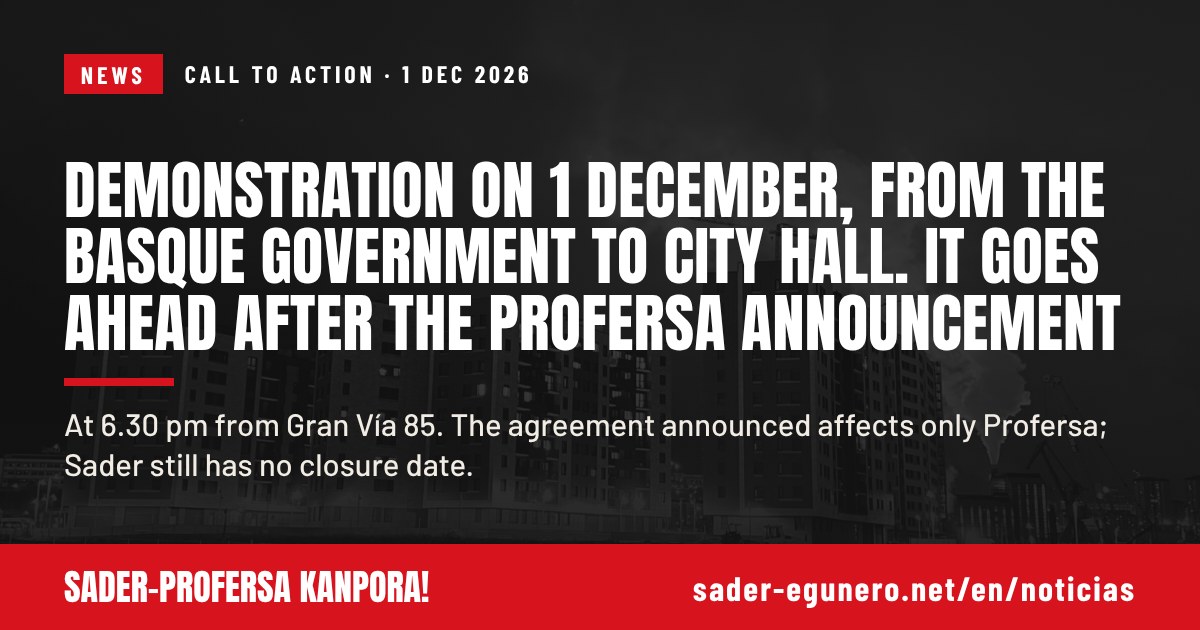 NEWS CALL TO ACTION · 1 DEC 2026
DEMONSTRATION ON 1 DECEMBER, FROM THE
BASQUE GOVERNMENT TO CITY HALL. IT GOES
AHEAD AFTER THE PROFERSA ANNOUNCEMENT
At 6.30 pm from Gran Vía 85. The agreement announced affects only Profersa;
Sader still has no closure date.
SADER-PROFERSA KANPORA! sader-egunero.net/en/noticias